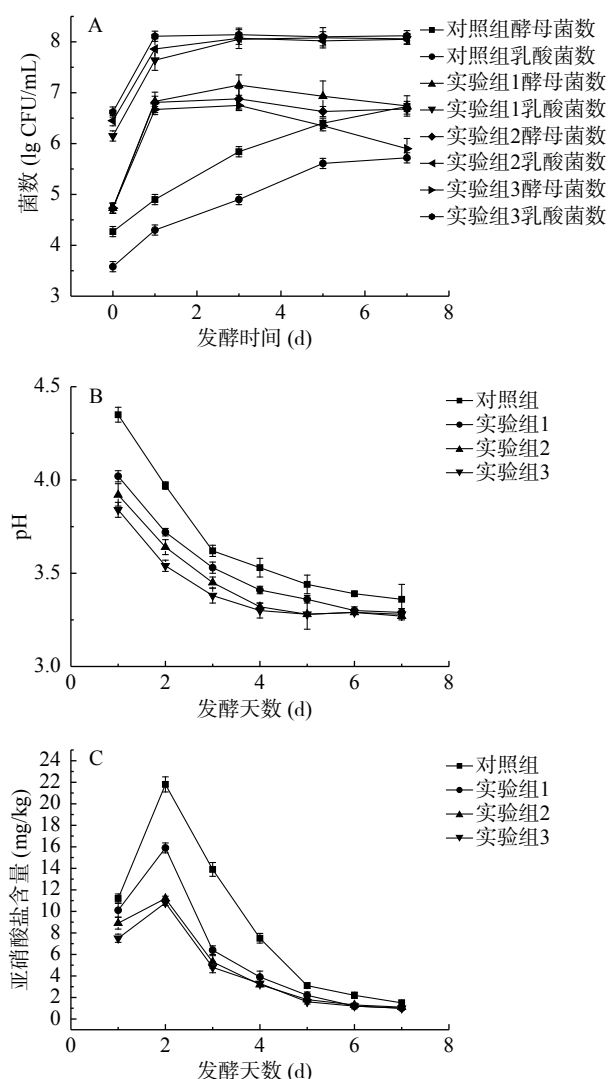 A
对照组酵母菌数
对照组乳酸菌数
实验组1酵母菌数
实验组1乳酸菌数
实验组2酵母菌数
实验组2乳酸菌数
实验组3酵母菌数
实验组3乳酸菌数
菌数 (lg CFU/mL)
9
8
7
6
5
4
3
0 2 4 6 8
发酵时间 (d)
B
对照组
实验组1
实验组2
实验组3
pH
4.5
4.0
3.5
3.0
0 2 4 6 8
发酵天数 (d)
C
对照组
实验组1
实验组2
实验组3
亚硝酸盐含量 (mg/kg)
24
22
20
18
16
14
12
10
8
6
4
2
0
0 2 4 6 8
发酵天数 (d)